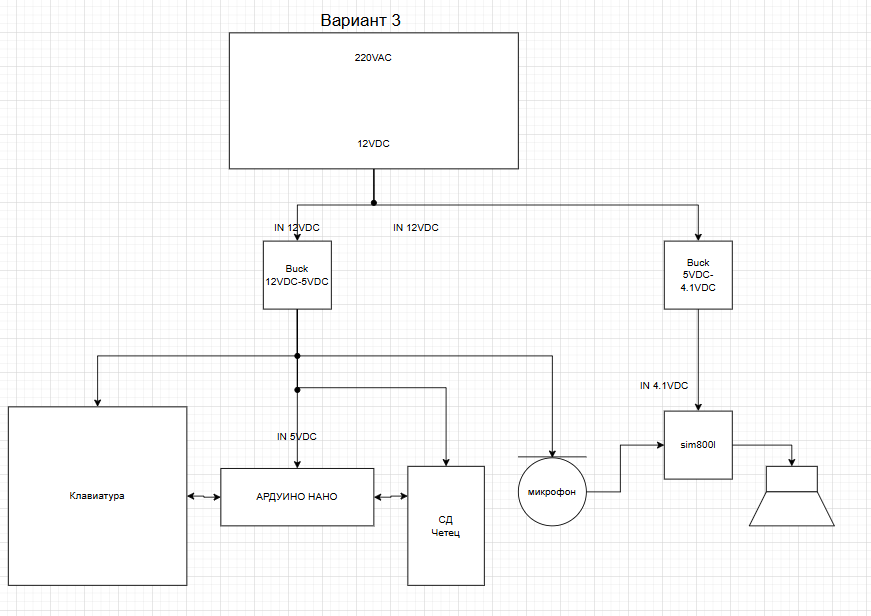 Вариант 3
220VAC
12VDC
IN 12VDC
IN 12VDC
Buck
12VDC-5VDC
Buck
5VDC-
4.1VDC
IN 4.1VDC
IN 5VDC
sim800l
Клавиатура
АРДУИНО НАНО
СД
Четец
микрофон